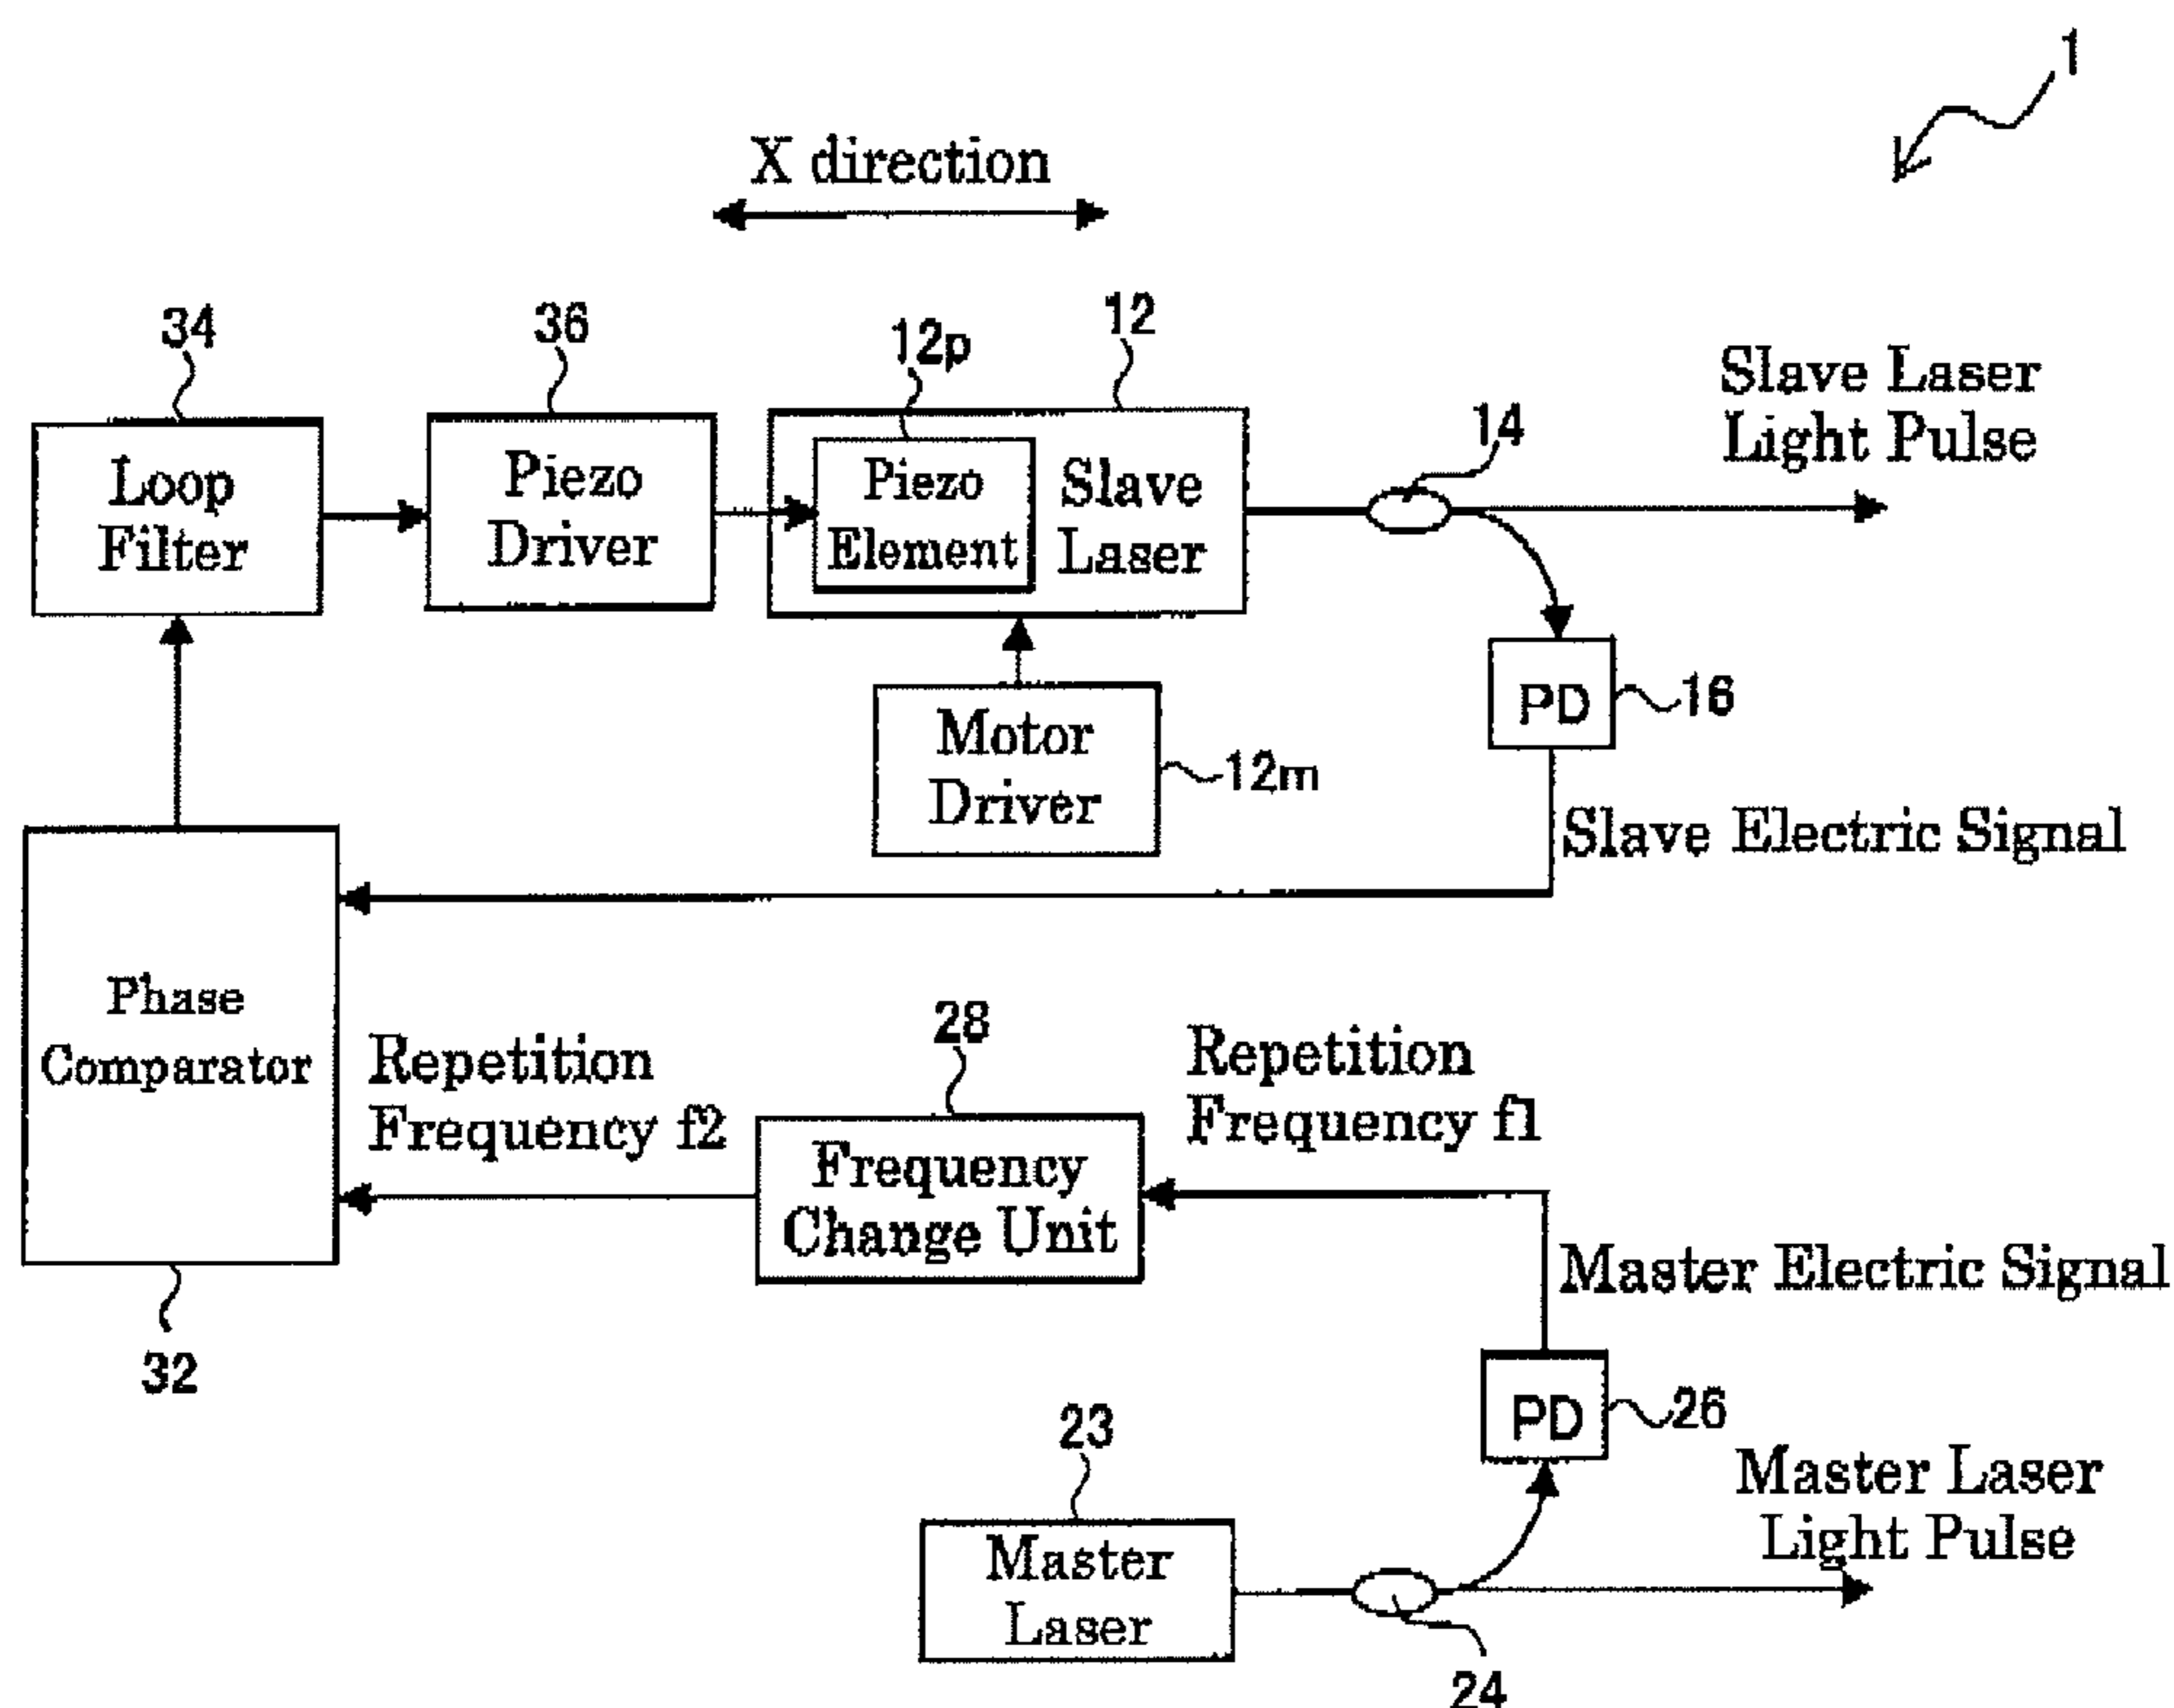 1
X direction
34
36
12p
12
Slave Laser
Light Pulse
14
Loop
Filter
Piezo
Driver
Piezo
Element
Slave
Laser
PD
16
Motor
Driver
12m
Slave Electric Signal
Phase
Comparator
32
Repetition
Frequency f2
28
Frequency
Change Unit
Repetition
Frequency f1
Master Electric Signal
PD
26
23
Master
Laser
Master Laser
Light Pulse
24